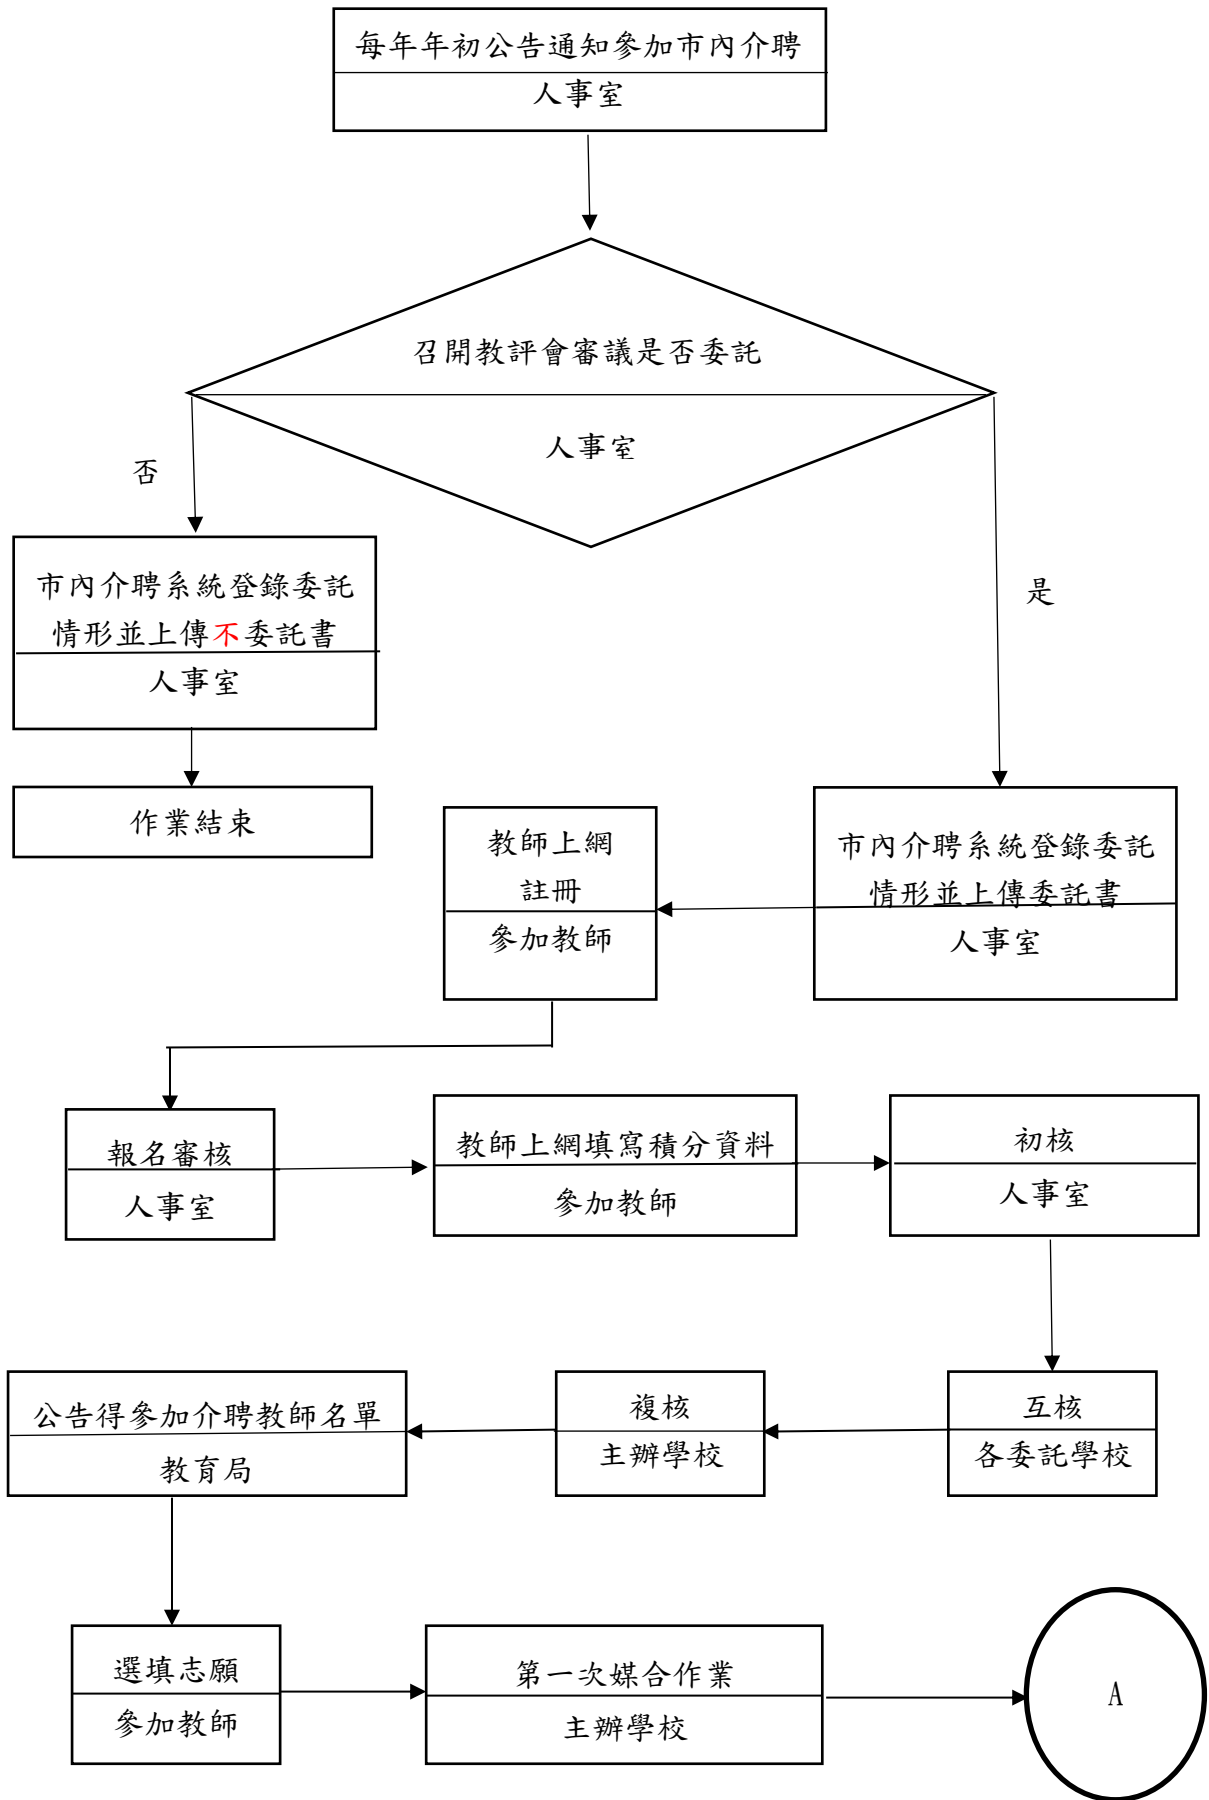 每年年初公告通知參加市內介聘
人事室
召開教評會審議是否委託
人事室
否
是
市內介聘系統登錄委託
情形並上傳不委託書
人事室
作業結束
市內介聘系統登錄委託
情形並上傳委託書
人事室
教師上網
註冊
參加教師
報名審核
人事室
教師上網填寫積分資料
參加教師
初核
人事室
互核
各委託學校
複核
主辦學校
公告得參加介聘教師名單
教育局
選填志願
參加教師
第一次媒合作業
主辦學校
A